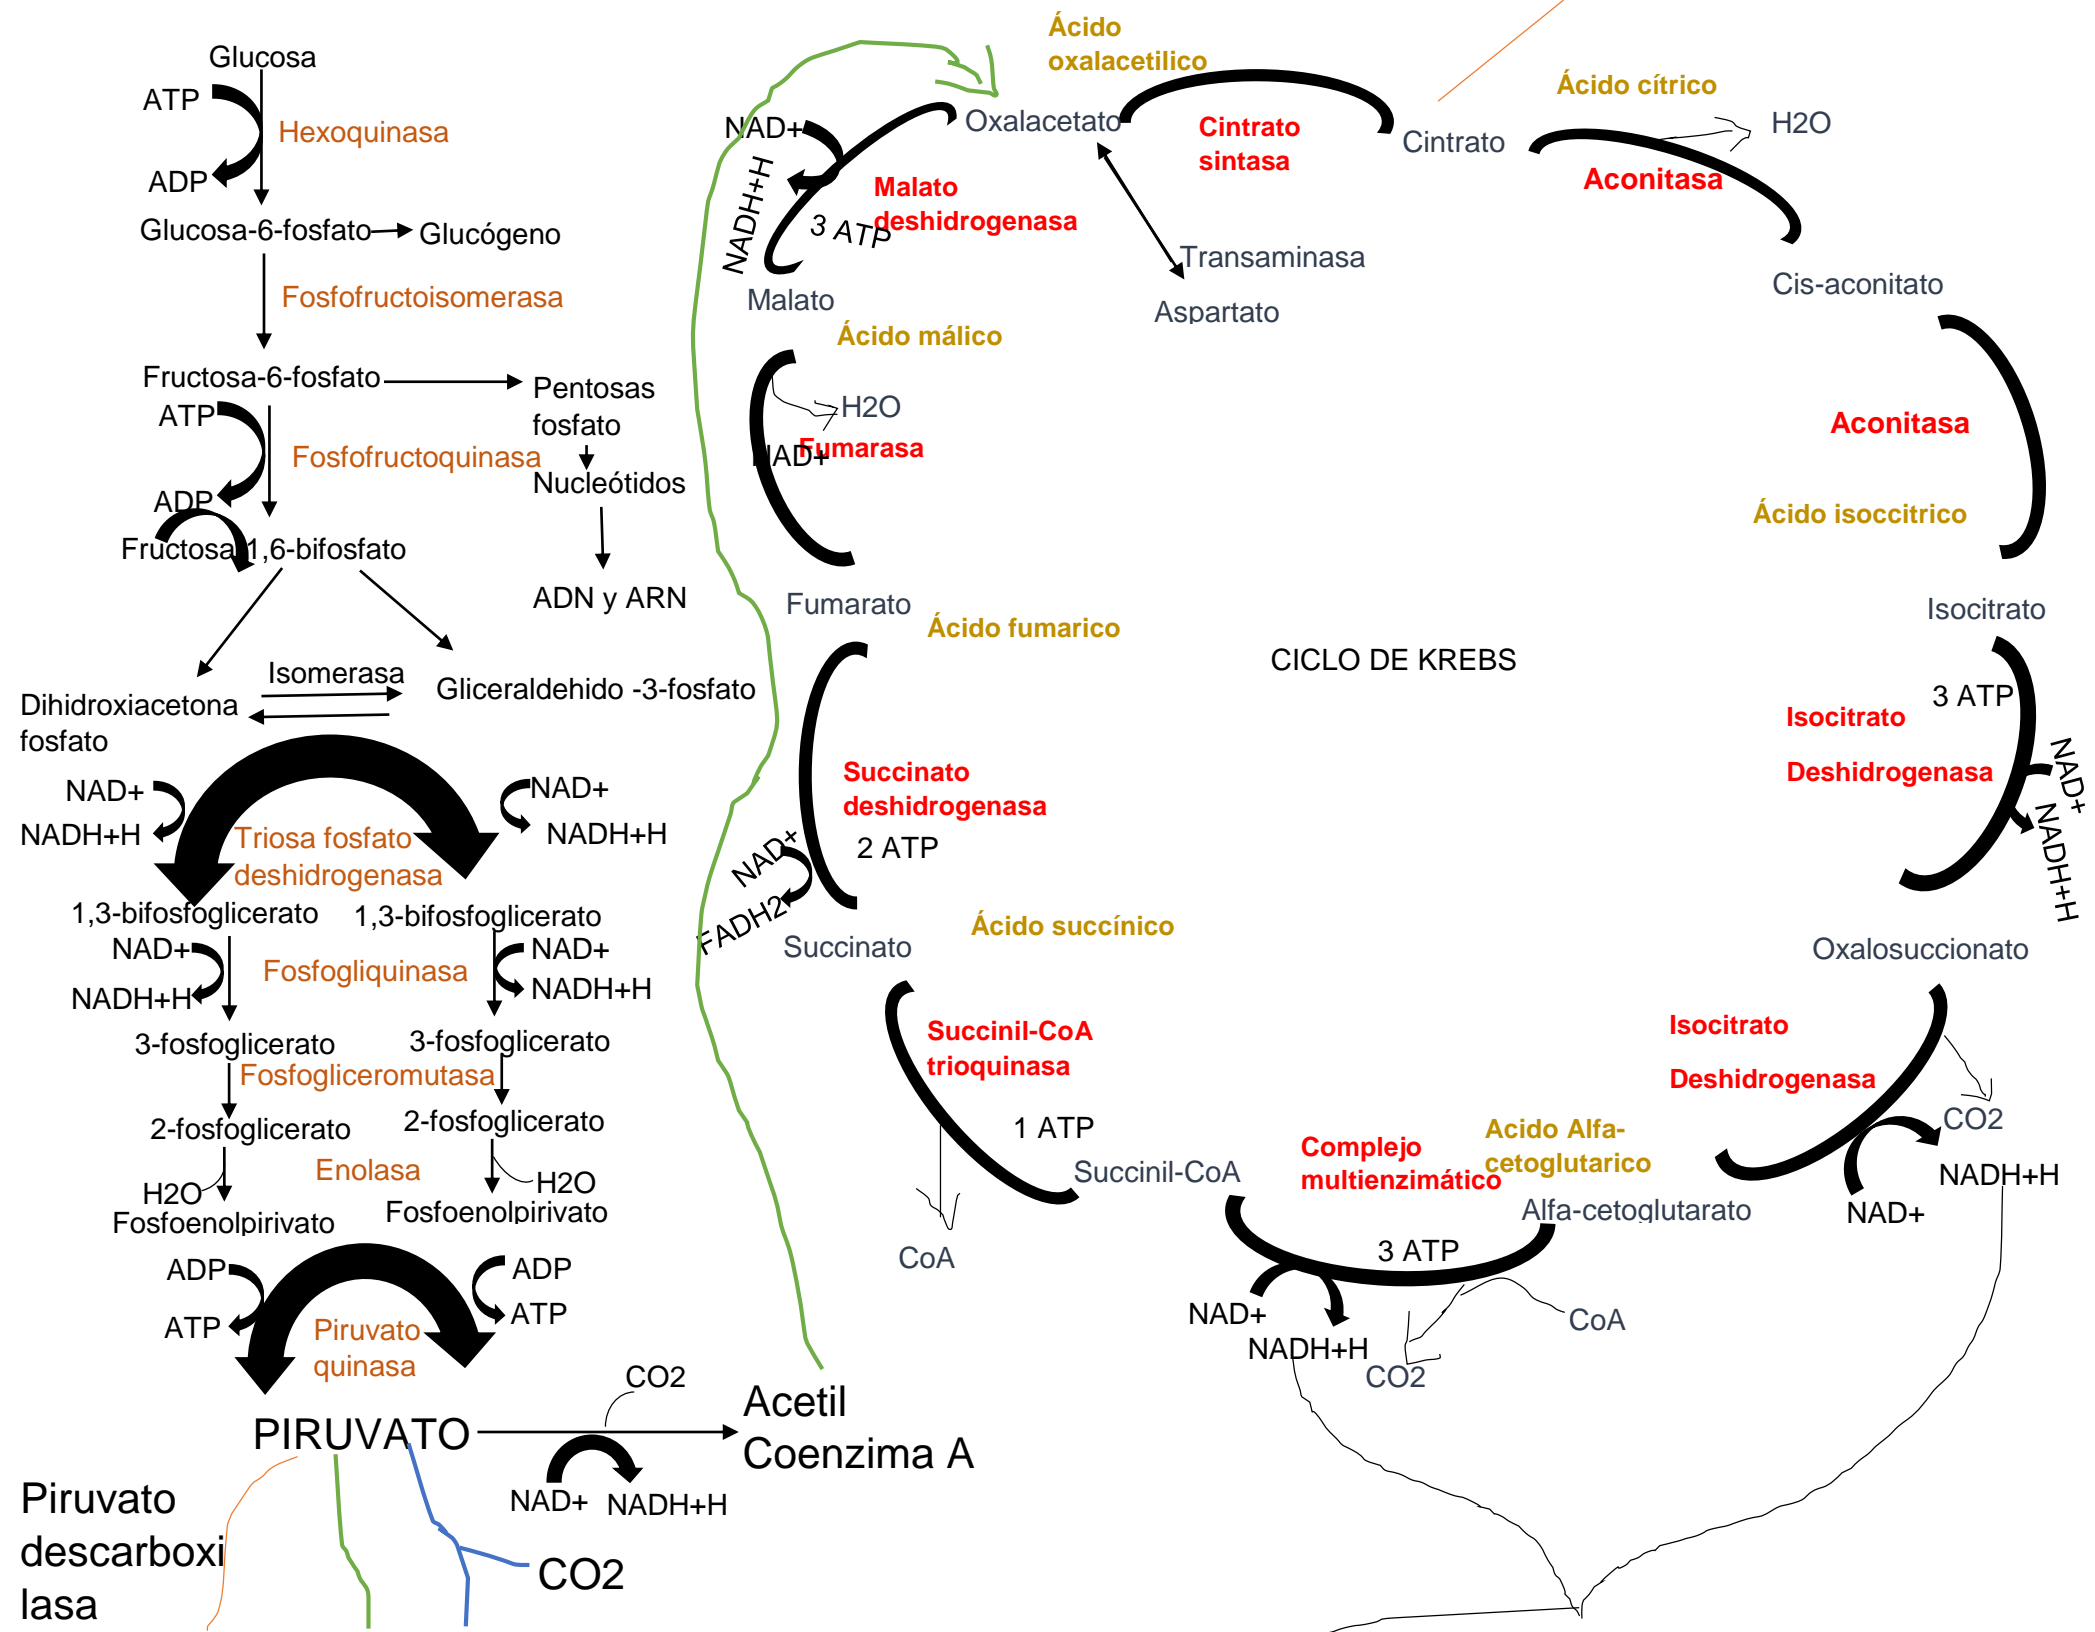 Glucosa
ATP
Hexoquinasa
ADP
Glucosa-6-fosfato
Glucógeno
Fosfofructoisomerasa
Fructosa-6-fosfato
Pentosas
fosfato
ATP
Fosfofructoquinasa
Nucleótidos
ADP
Fructosa 1,6-bifosfato
ADN y ARN
Isomerasa
Dihidroxiacetona
fosfato
Gliceraldehido -3-fosfato
NAD+
NADH+H
NAD+
NADH+H
Triosa fosfato
deshidrogenasa
1,3-bifosfoglicerato
1,3-bifosfoglicerato
NAD+
NADH+H
Fosfogliquinasa
NAD+
NADH+H
3-fosfoglicerato
3-fosfoglicerato
Fosfogliceromutasa
2-fosfoglicerato
2-fosfoglicerato
Enolasa
H2O
H2O
Fosfoenolpirivato
Fosfoenolpirivato
ADP
ATP
ADP
ATP
Piruvato
quinasa
PIRUVATO
CO2
NAD+
NADH+H
Acetil
Coenzima A
Piruvato
descarboxi
lasa
CO2
CICLO DE KREBS
Ácido
oxalacetilico
Oxalacetato
Cintrato
sintasa
Cintrato
Ácido cítrico
H2O
Aconitasa
Cis-aconitato
Aconitasa
Ácido isoccitrico
Isocitrato
3 ATP
Isocitrato
Deshidrogenasa
NAD+
NADH+H
Oxalosuccionato
Isocitrato
Deshidrogenasa
CO2
NADH+H
NAD+
Acido Alfa-
cetoglutarico
Alfa-cetoglutarato
Complejo
multienzimático
3 ATP
NAD+
NADH+H
CO2
CoA
Succinil-CoA
1 ATP
Succinil-CoA
trioquinasa
CoA
Ácido succínico
Succinato
Succinato
deshidrogenasa
2 ATP
NAD+
FADH2
Ácido fumarico
Fumarato
Fumarasa
NAD+
H2O
Ácido málico
Malato
Malato
deshidrogenasa
3 ATP
NAD+
NADH+H
Transaminasa
Aspartato